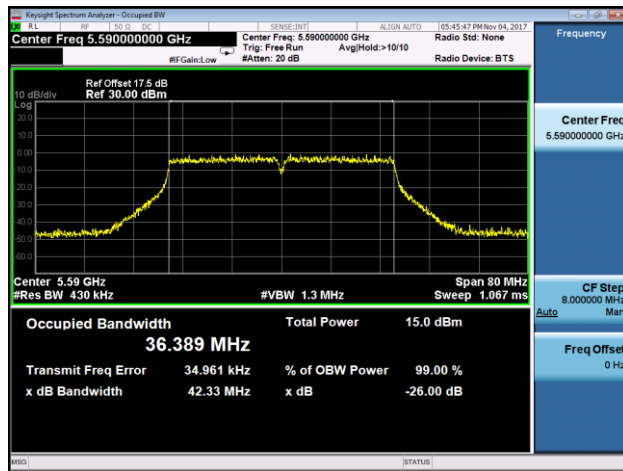 Keysight Spectrum Analyzer - Occupied BW
RL RF 50 Ω DC SENSE:INT ALIGN AUTO 05:45:47 PM Nov 04, 2017
Center Freq 5.590000000 GHz
Center Freq: 5.590000000 GHz
Radio Std: None
Trig: Free Run Avg|Hold:>10/10
#IFGain:Low #Atten: 20 dB
Radio Device: BTS
Frequency
Ref Offset 17.5 dB
10 dB/div Ref 30.00 dBm
Log
20.0
10.0
0.00
-10.0
-20.0
-30.0
-40.0
-50.0
-60.0
Center 5.59 GHz Span 80 MHz
#Res BW 430 kHz #VBW 1.3 MHz Sweep 1.067 ms
Occupied Bandwidth Total Power 15.0 dBm
36.389 MHz
Transmit Freq Error 34.961 kHz % of OBW Power 99.00 %
x dB Bandwidth 42.33 MHz x dB -26.00 dB
Center Freq
5.590000000 GHz
CF Step
8.000000 MHz
Auto Man
Freq Offset
0 Hz
MSG STATUS